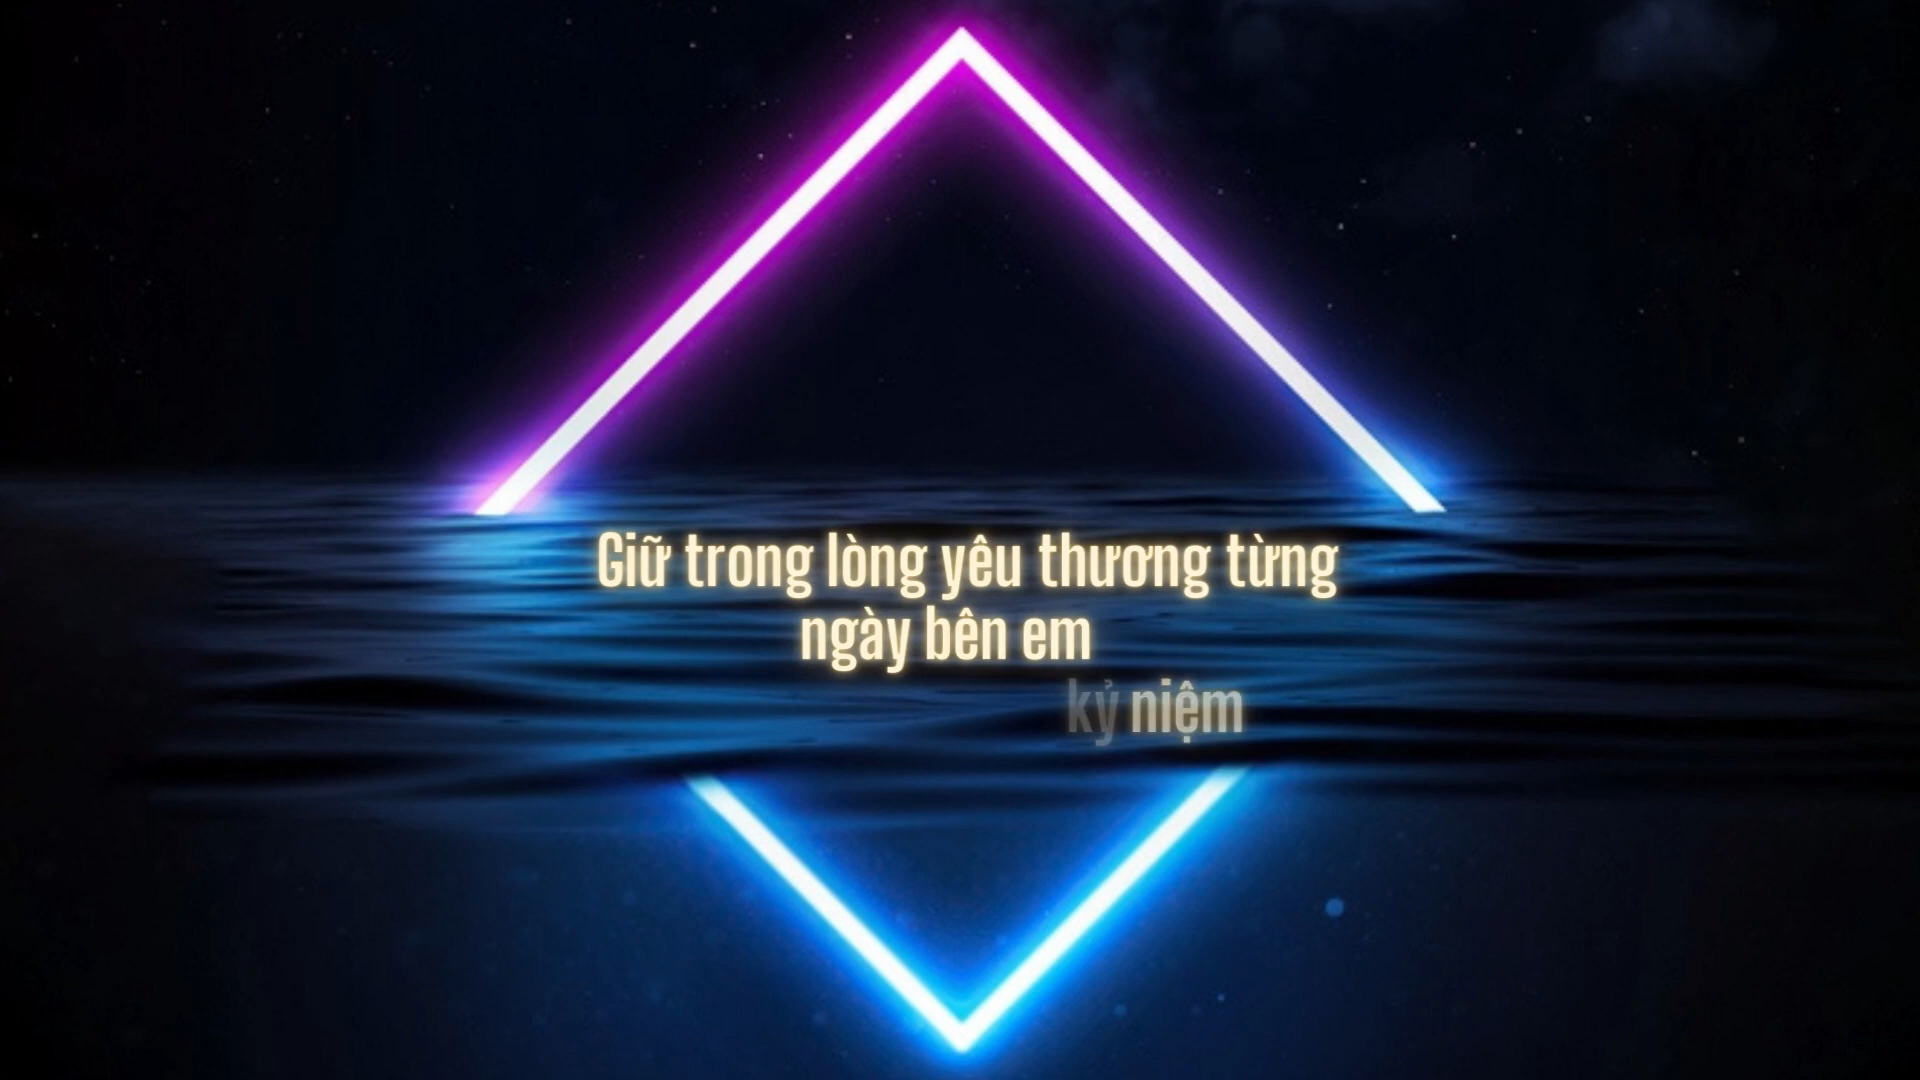 Giữ trong lòng yêu thương từng
ngày bên em
kỷ niệm